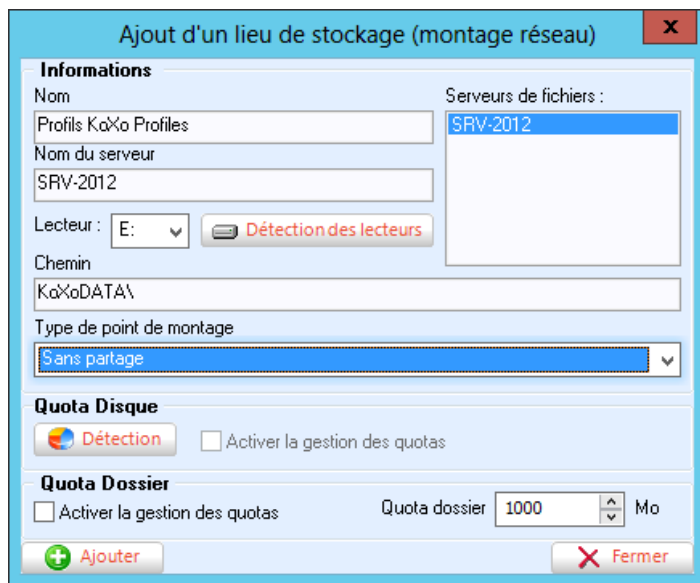 Ajout d'un lieu de stockage (montage réseau)
x
Informations
Nom
Profils KoXo Profiles
Nom du serveur
SRV-2012
Serveurs de fichiers :
SRV-2012
Lecteur : E: Détection des lecteurs
Chemin
KoXoDATA\
Type de point de montage
Sans partage
Quota Disque
Détection Activer la gestion des quotas
Quota Dossier
Activer la gestion des quotas Quota dossier 1000 Mo
Ajouter Fermer